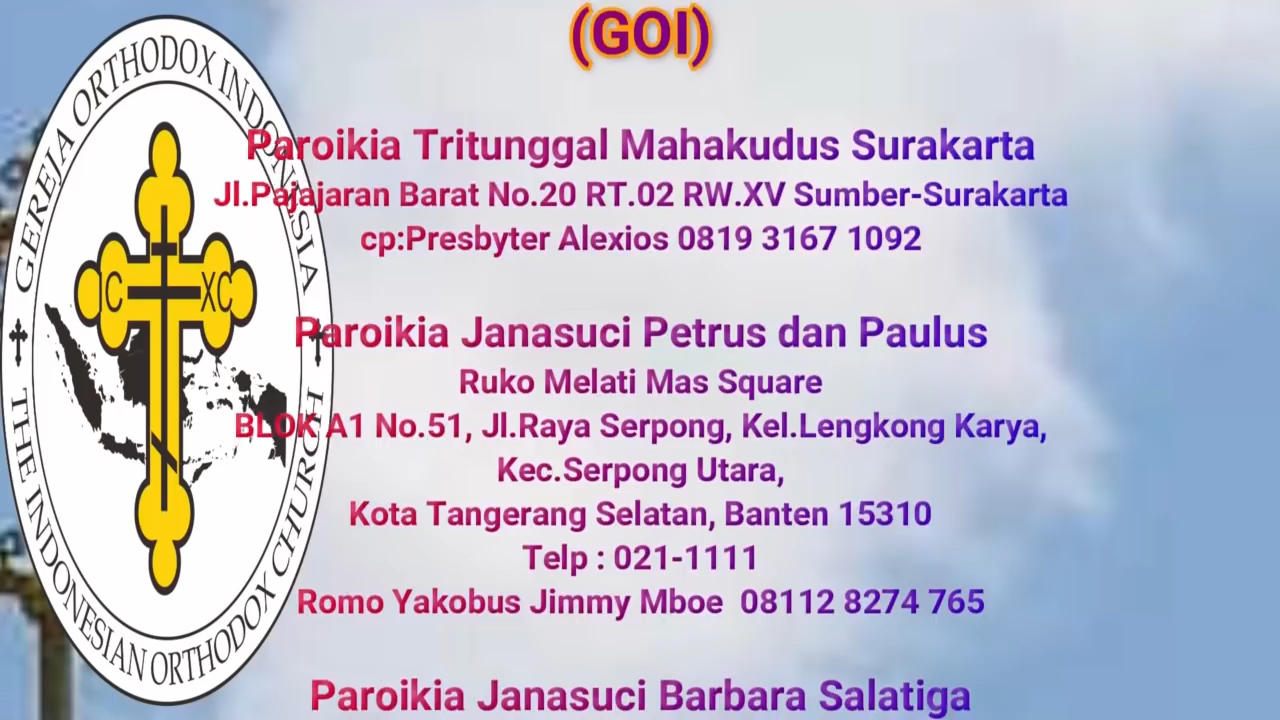 (GOI)
GEREJA ORTHODOX INDONESIA
THE INDONESIAN ORTHODOX CHURCH
IC XC
Paroikia Tritunggal Mahakudus Surakarta
Jl.Pajajaran Barat No.20 RT.02 RW.XV Sumber-Surakarta
cp:Presbyter Alexios 0819 3167 1092
Paroikia Janasuci Petrus dan Paulus
Ruko Melati Mas Square
BLOK A1 No.51, Jl.Raya Serpong, Kel.Lengkong Karya,
Kec.Serpong Utara,
Kota Tangerang Selatan, Banten 15310
Telp : 021-1111
Romo Yakobus Jimmy Mboe 08112 8274 765
Paroikia Janasuci Barbara Salatiga